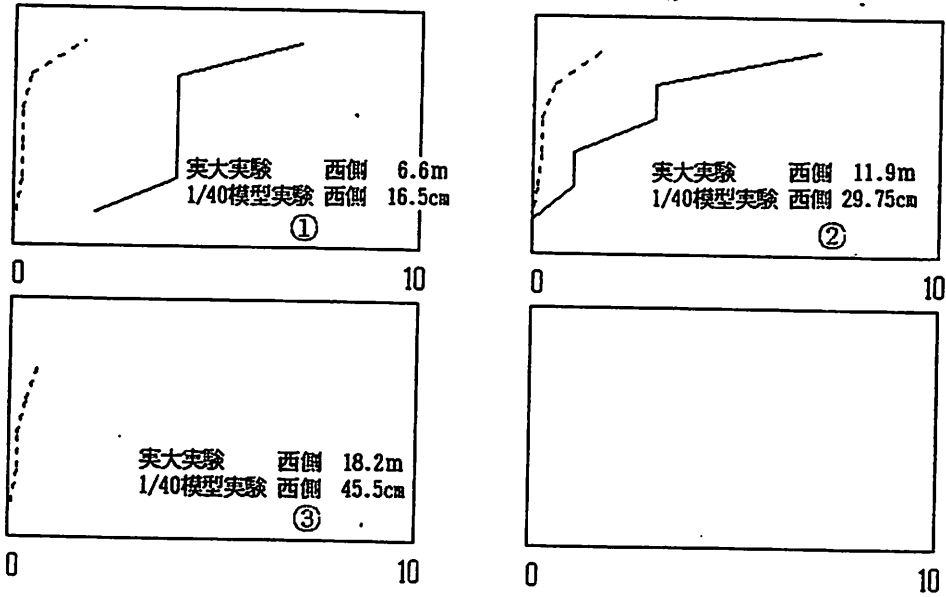 実大実験 西側 6.6m
1/40模型実験 西側 16.5cm
①
0 10
実大実験 西側 11.9m
1/40模型実験 西側 29.75cm
②
0 10
実大実験 西側 18.2m
1/40模型実験 西側 45.5cm
③
0 10
0 10